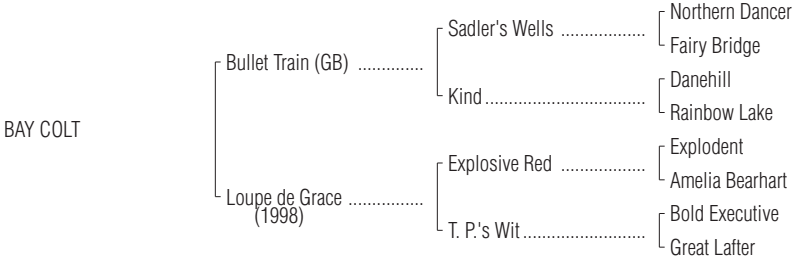 Northern Dancer
Sadler's Wells ..................
Fairy Bridge
Bullet Train (GB) ..............
Danehill
Kind..................................
Rainbow Lake
BAY COLT
Explodent
Explosive Red ..................
Amelia Bearhart
Loupe de Grace ................
(1998)
Bold Executive
T. P.'s Wit..........................
Great Lafter